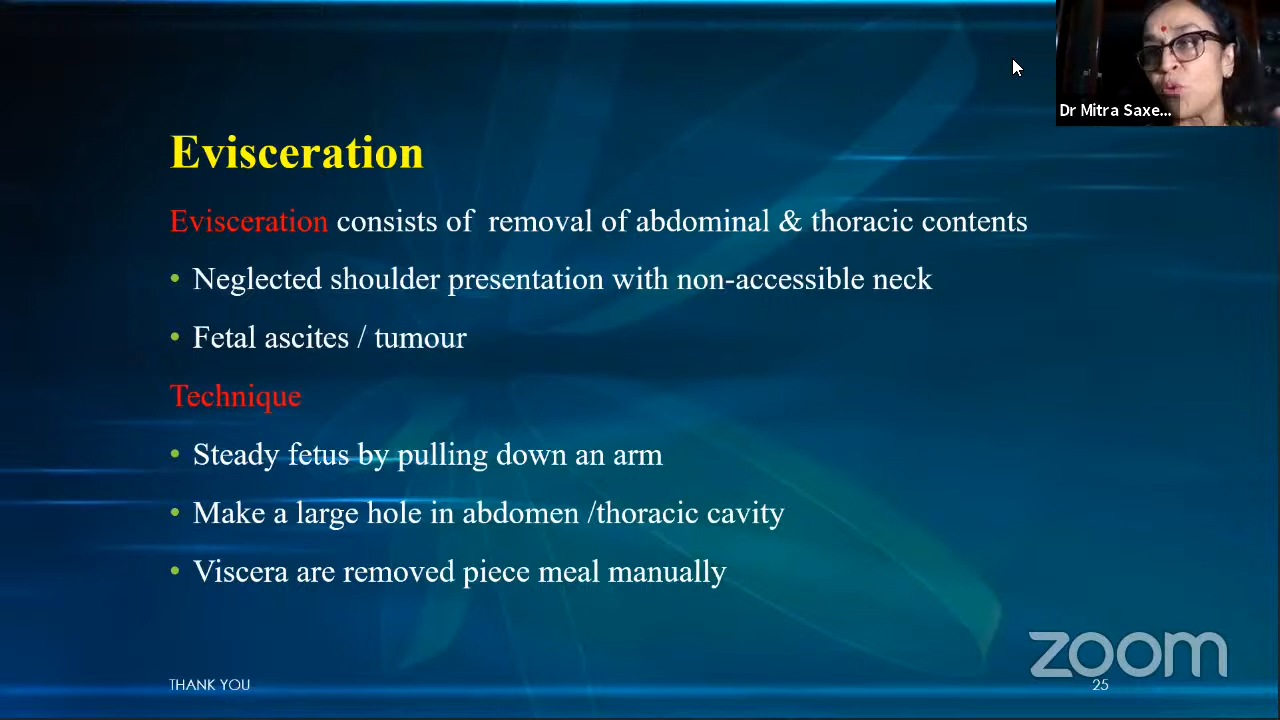 Dr Mitra Saxe...
Evisceration
Evisceration consists of removal of abdominal & thoracic contents
• Neglected shoulder presentation with non-accessible neck
• Fetal ascites / tumour
Technique
• Steady fetus by pulling down an arm
• Make a large hole in abdomen /thoracic cavity
• Viscera are removed piece meal manually
zoom
THANK YOU
25